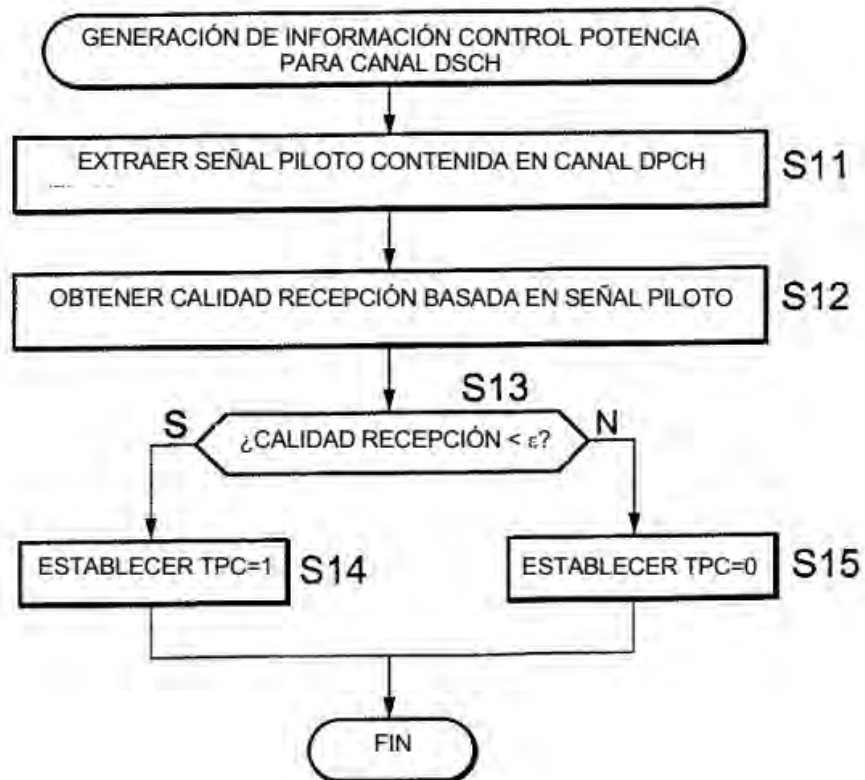 GENERACIÓN DE INFORMACIÓN CONTROL POTENCIA
PARA CANAL DSCH
EXTRAER SEÑAL PILOTO CONTENIDA EN CANAL DPCH
S11
OBTENER CALIDAD RECEPCIÓN BASADA EN SEÑAL PILOTO
S12
S13
S
¿CALIDAD RECEPCIÓN < ε?
N
ESTABLECER TPC=1
S14
ESTABLECER TPC=0
S15
FIN